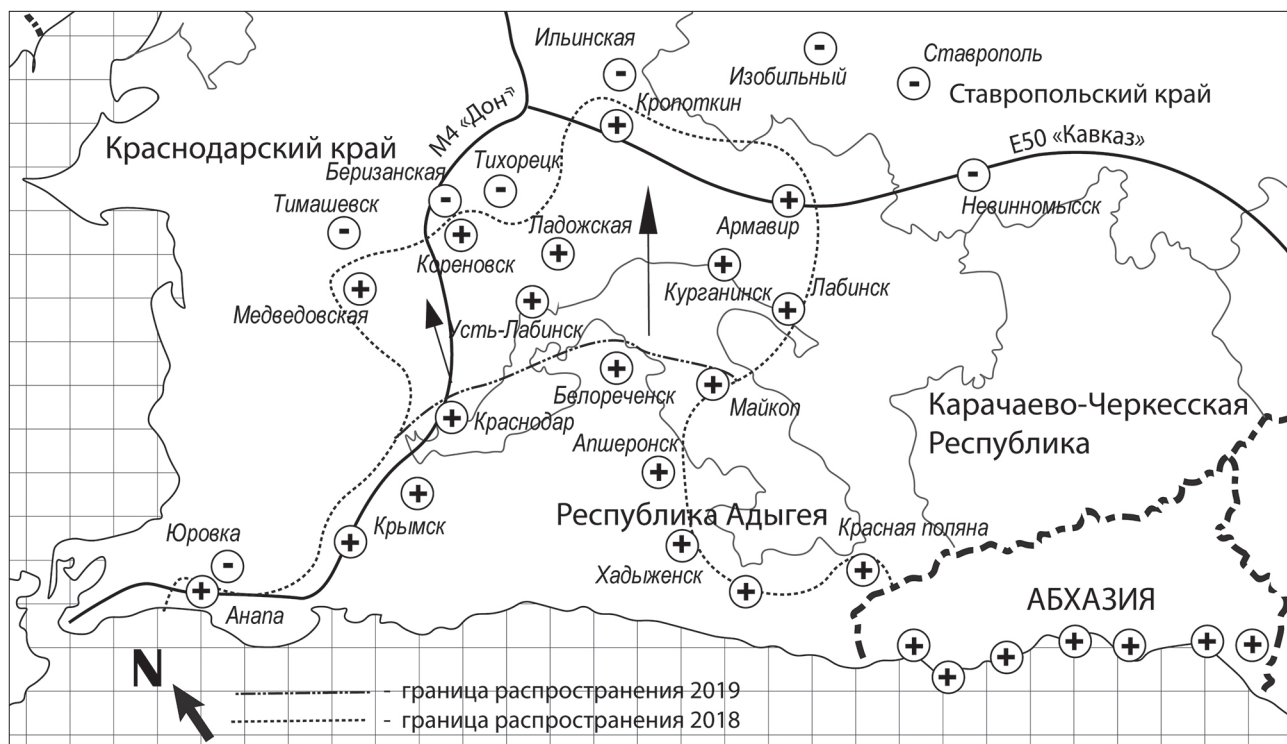 Ильинская
Ставрополь
Изобильный
Ставропольский край
Кропоткин
М4 «Дон»
Е50 «Кавказ»
Краснодарский край
Тихорецк
Беризанская
Тимашевск
Невинномысск
Ладожская
Армавир
Кореновск
Курганинск
Лабинск
Медведовская
Усть-Лабинск
Белореченск
Майкоп
Карачаево-Черкесская
Республика
Краснодар
Апшеронск
Республика Адыгея
Крымск
Красная поляна
Юровка
Хадыженск
Анапа
АБХАЗИЯ
N
- граница распространения 2019
- граница распространения 2018